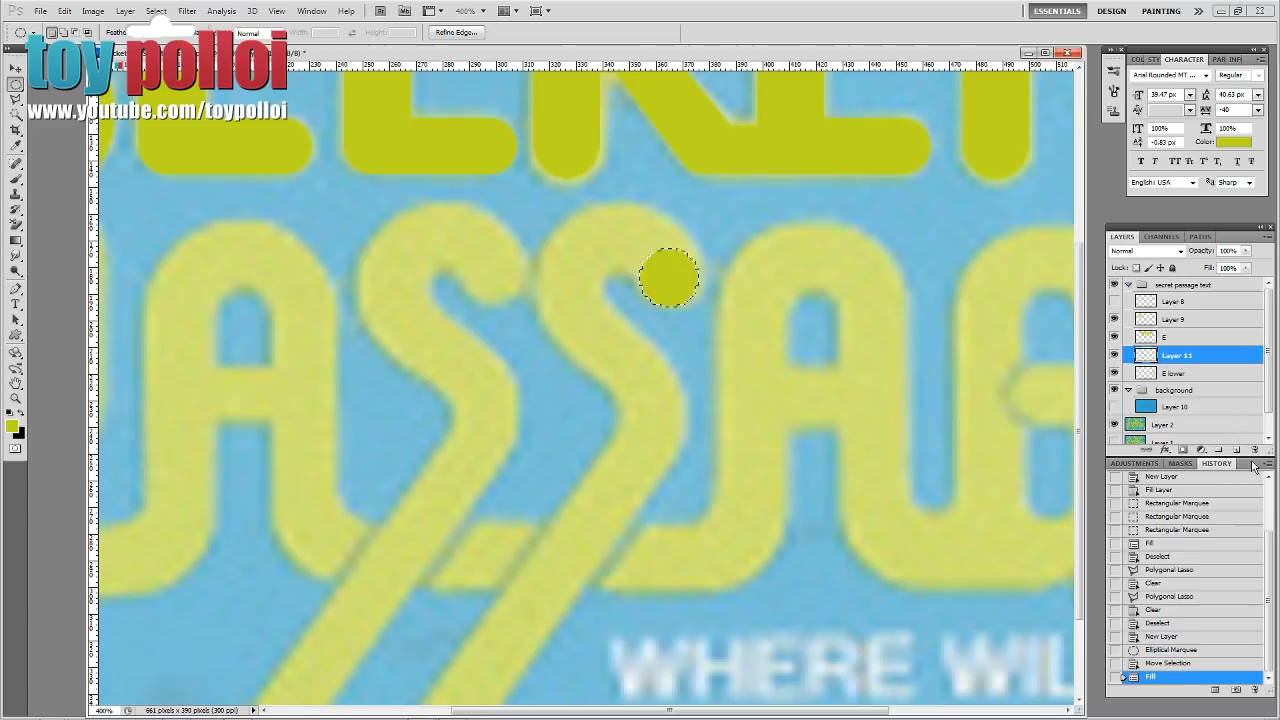 File Edit Image Layer Select Filter Analysis 3D View Window Help
400%
ESSENTIALS DESIGN PAINTING
Normal
Width:
Height:
Refine Edge...
toy polloi
www.youtube.com/toypolloi
CHARACTER
Arial Rounded MT ... Regular
39.47 pt 40.63 pt
-40
100% 100%
-0.83 pt Color:
English: USA Sharp
LAYERS CHANNELS PATHS
Normal Opacity: 100%
Lock: Fill: 100%
secret passage text
Layer 8
Layer 9
E
Layer 11
E lower
background
Layer 10
Layer 2
ADJUSTMENTS MASKS HISTORY
New Layer
Fill Layer
Rectangular Marquee
Rectangular Marquee
Rectangular Marquee
Fill
Deselect
Polygonal Lasso
Clear
Polygonal Lasso
Clear
Deselect
New Layer
Elliptical Marquee
Move Selection
Fill
ASSA
WHERE WIL
400% 661 pixels x 390 pixels (300 ppi)